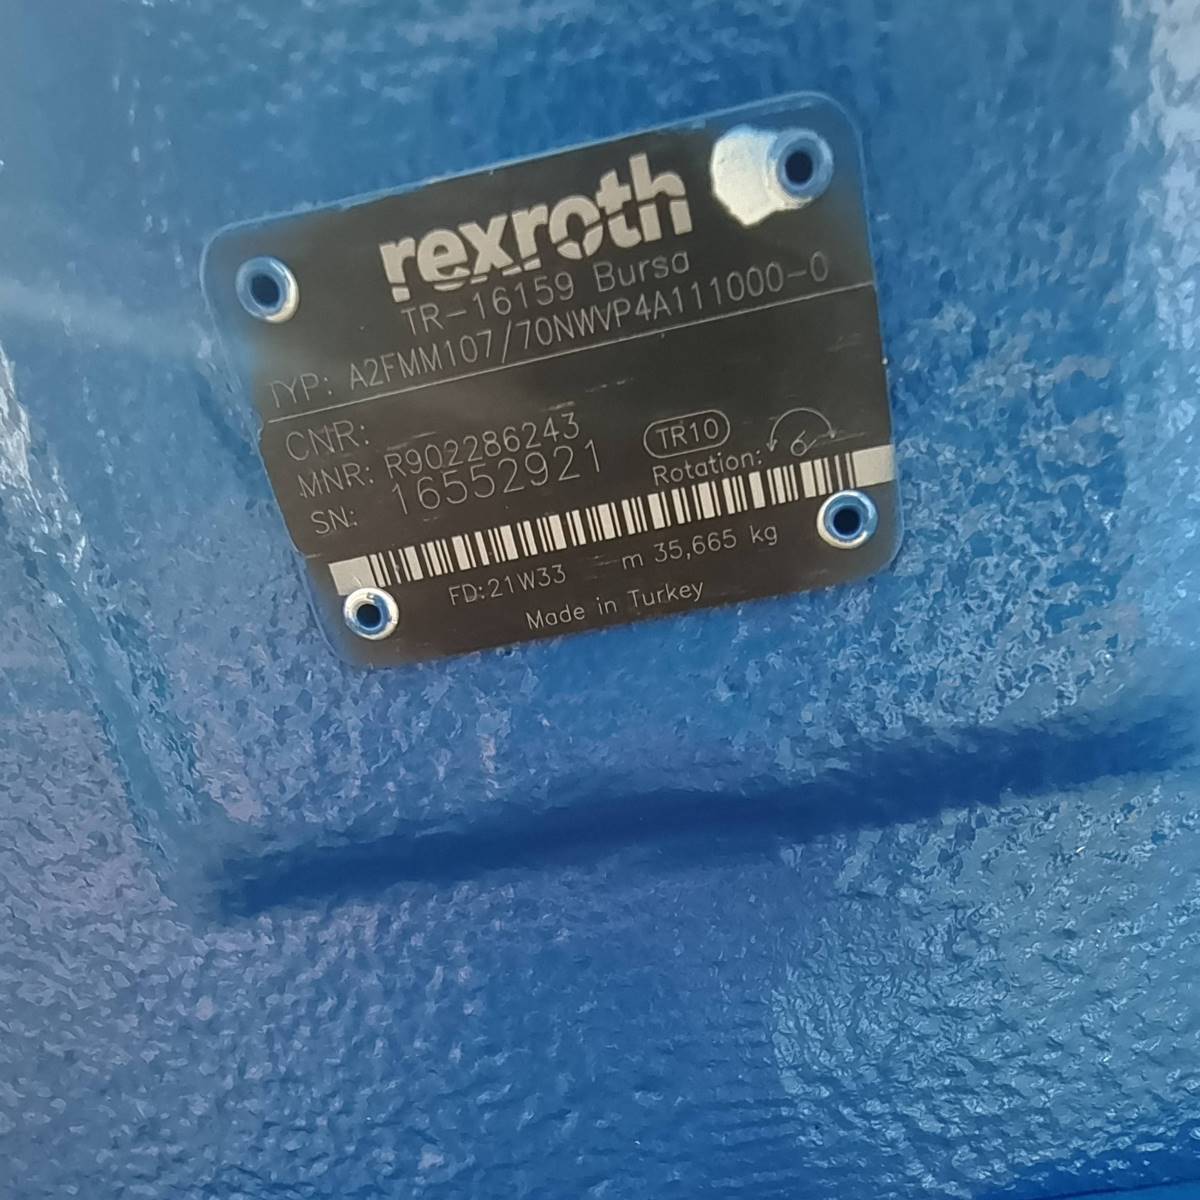 rexroth
TR-16159 Bursa
TYP: A2FMM107/70NWVP4A111000-0
CNR:
MNR: R902286243
TR10
SN: 16552921
Rotation:
FD:21W33 m 35,665 kg
Made in Turkey